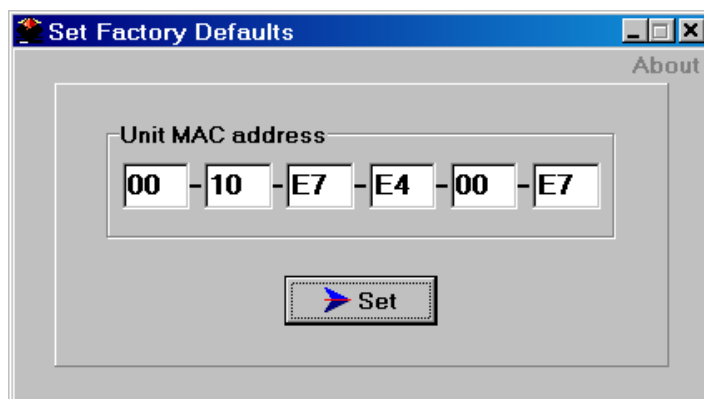 Set Factory Defaults
About
Unit MAC address
00 - 10 - E7 - E4 - 00 - E7
Set